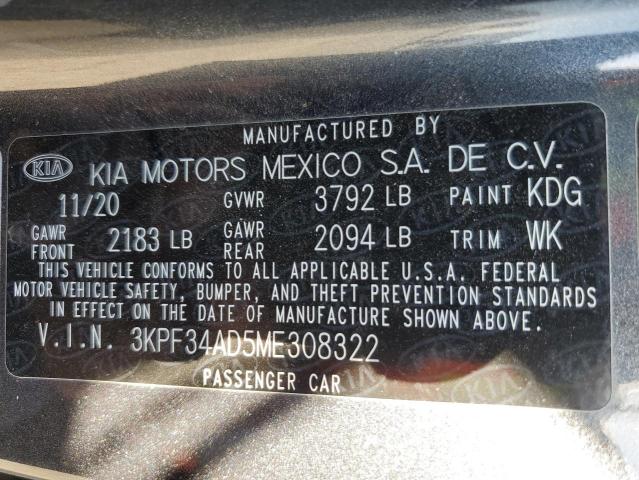 MANUFACTURED BY
KIA KIA MOTORS MEXICO S.A. DE C.V.
11/20 GVWR 3792 LB PAINT KDG
GAWR FRONT 2183 LB GAWR REAR 2094 LB TRIM WK
THIS VEHICLE CONFORMS TO ALL APPLICABLE U.S.A. FEDERAL
MOTOR VEHICLE SAFETY, BUMPER, AND THEFT PREVENTION STANDARDS
IN EFFECT ON THE DATE OF MANUFACTURE SHOWN ABOVE.
V.I.N. 3KPF34AD5ME308322
PASSENGER CAR